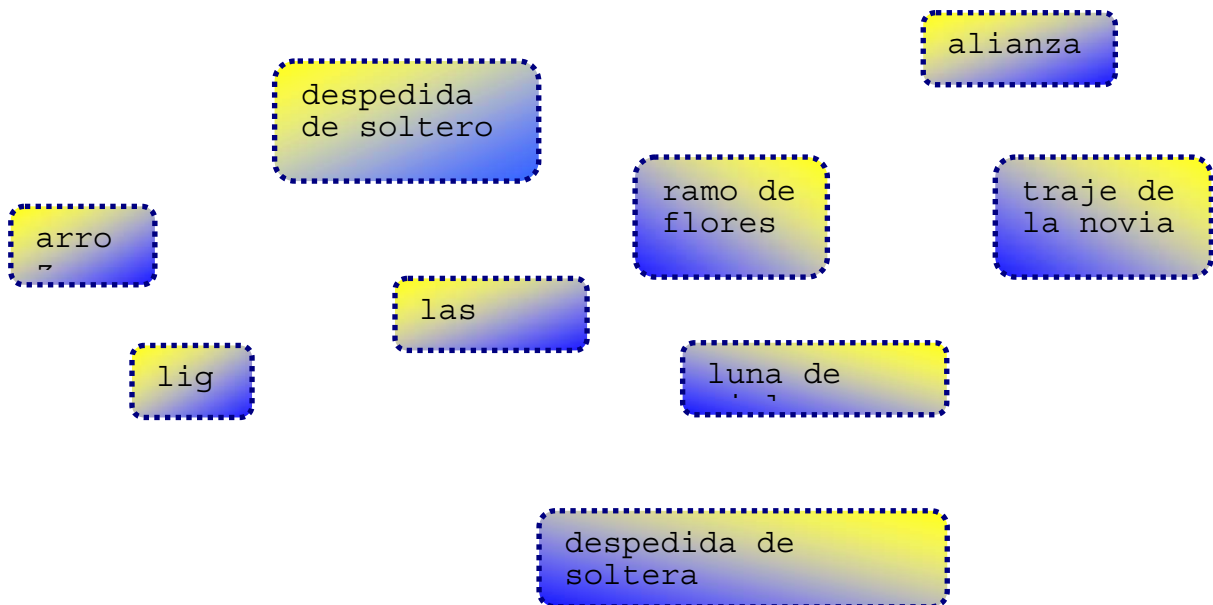 alianza
despedida
de soltero
ramo de
flores
traje de
la novia
arro
z
las
lig
luna de
despedida de
soltera